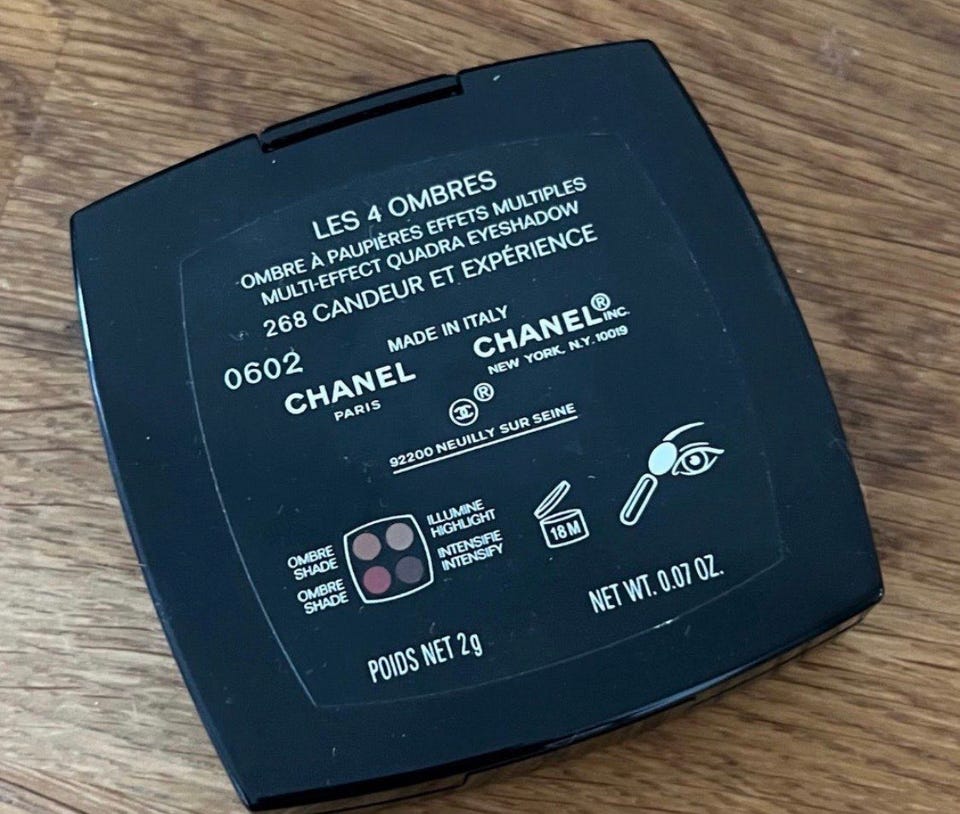 LES 4 OMBRES
OMBRE À PAUPIÈRES EFFETS MULTIPLES
MULTI-EFFECT QUADRA EYESHADOW
268 CANDEUR ET EXPÉRIENCE
MADE IN ITALY
0602
CHANEL
PARIS
CHANEL® INC.
NEW YORK, N.Y. 10019
®
92200 NEUILLY SUR SEINE
OMBRE
SHADE
OMBRE
SHADE
ILLUMINE
HIGHLIGHT
INTENSIFIE
INTENSIFY
18M
POIDS NET 2g
NET WT. 0.07 OZ.